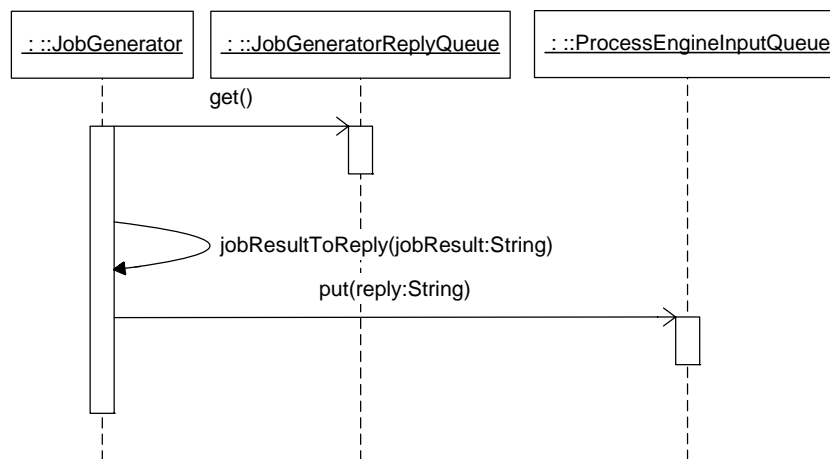 : ::JobGenerator
: ::JobGeneratorReplyQueue
: ::ProcessEngineInputQueue
get()
jobResultToReply(jobResult:String)
put(reply:String)